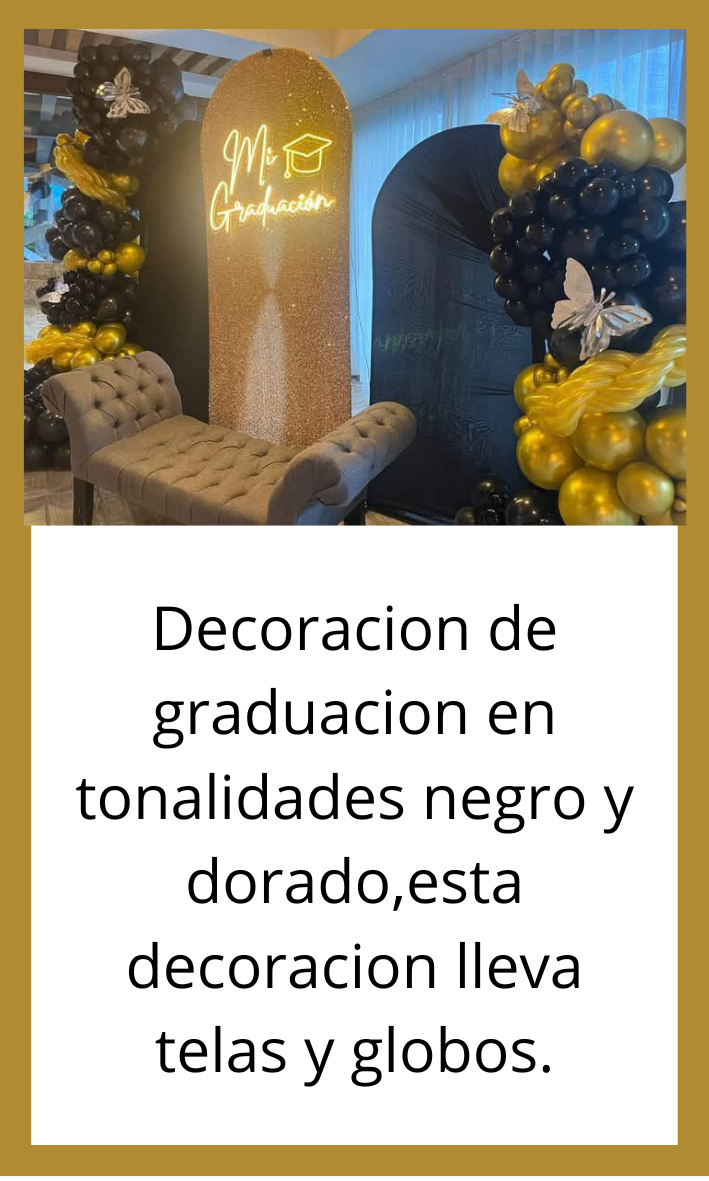 Mi
Graduación
Decoracion de
graduacion en
tonalidades negro y
dorado,esta
decoracion lleva
telas y globos.